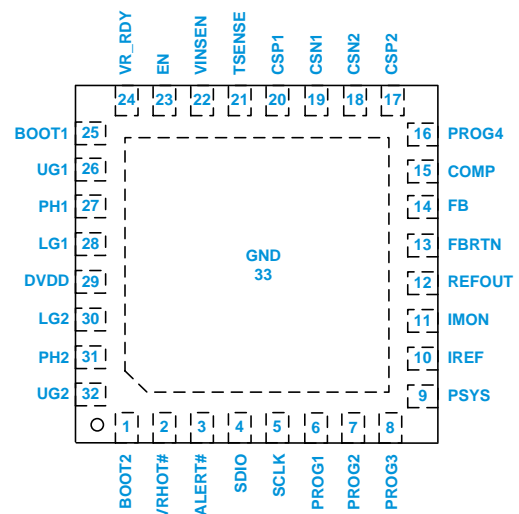 VR_RDY
EN
VINSEN
TSENSE
CSP1
CSN1
CSN2
CSP2
24
23
22
21
20
19
18
17
BOOT1 25
UG1 26
PH1 27
LG1 28
DVDD 29
LG2 30
PH2 31
UG2 32
GND
33
16 PROG4
15 COMP
14 FB
13 FBRTN
12 REFOUT
11 IMON
10 IREF
9 PSYS
1
2
3
4
5
6
7
8
BOOT2
VRHOT#
ALERT#
SDIO
SCLK
PROG1
PROG2
PROG3